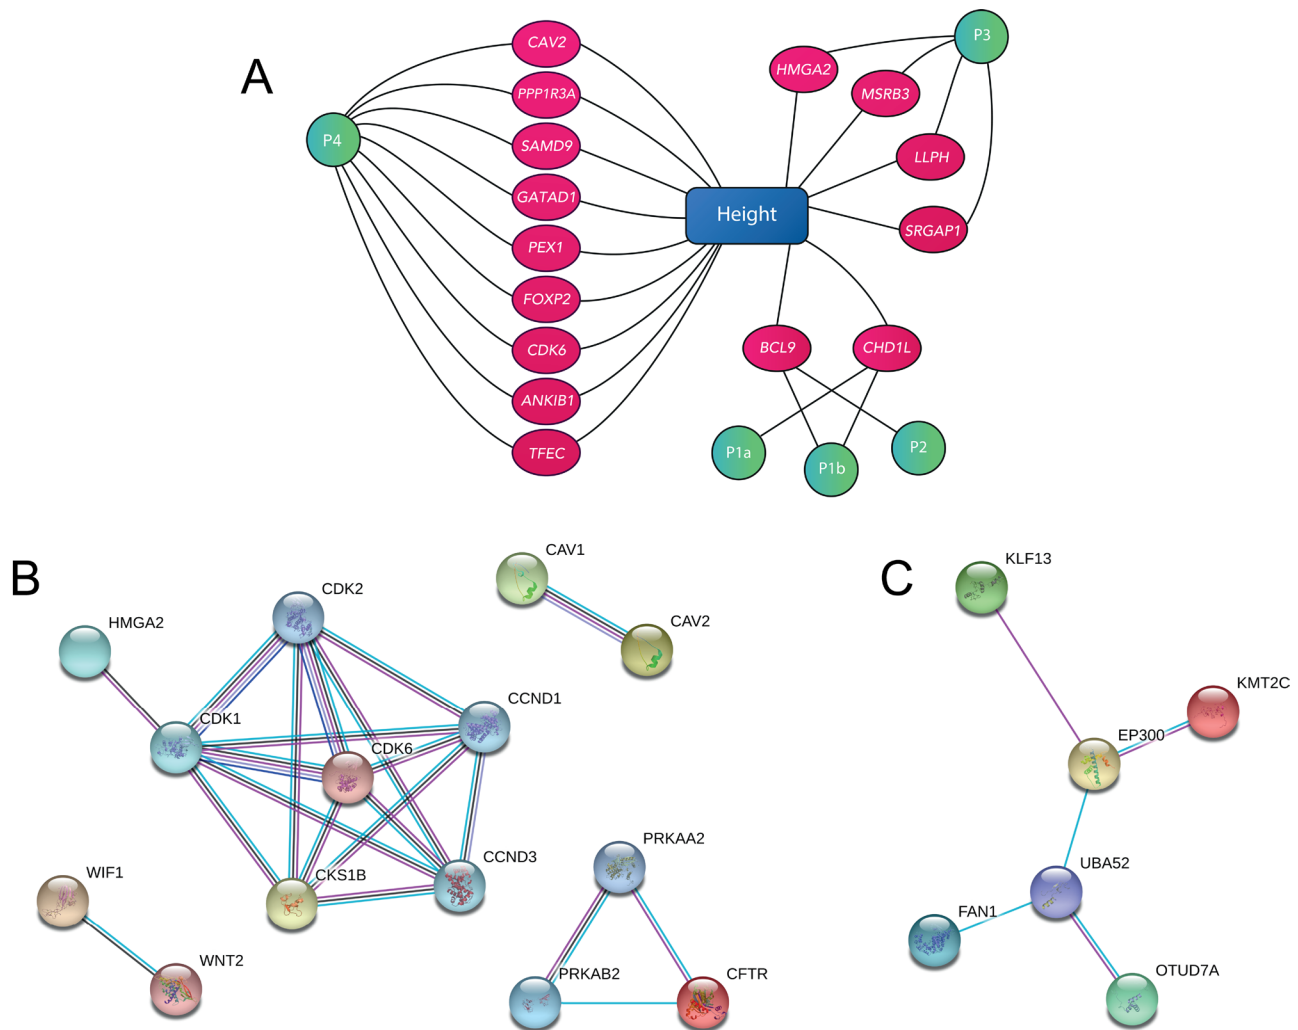 A
CAV2
PPP1R3A
SAMD9
GATAD1
PEX1
FOXP2
CDK6
ANKIB1
TFEC
P4
Height
HMGA2
MSRB3
LLPH
SRGAP1
P3
BCL9
CHD1L
P1a
P1b
P2
B
HMGA2
CDK2
CDK1
CCND1
CDK6
CKS1B
CCND3
CAV1
CAV2
WIF1
WNT2
PRKAA2
PRKAB2
CFTR
C
KLF13
KMT2C
EP300
UBA52
FAN1
OTUD7A